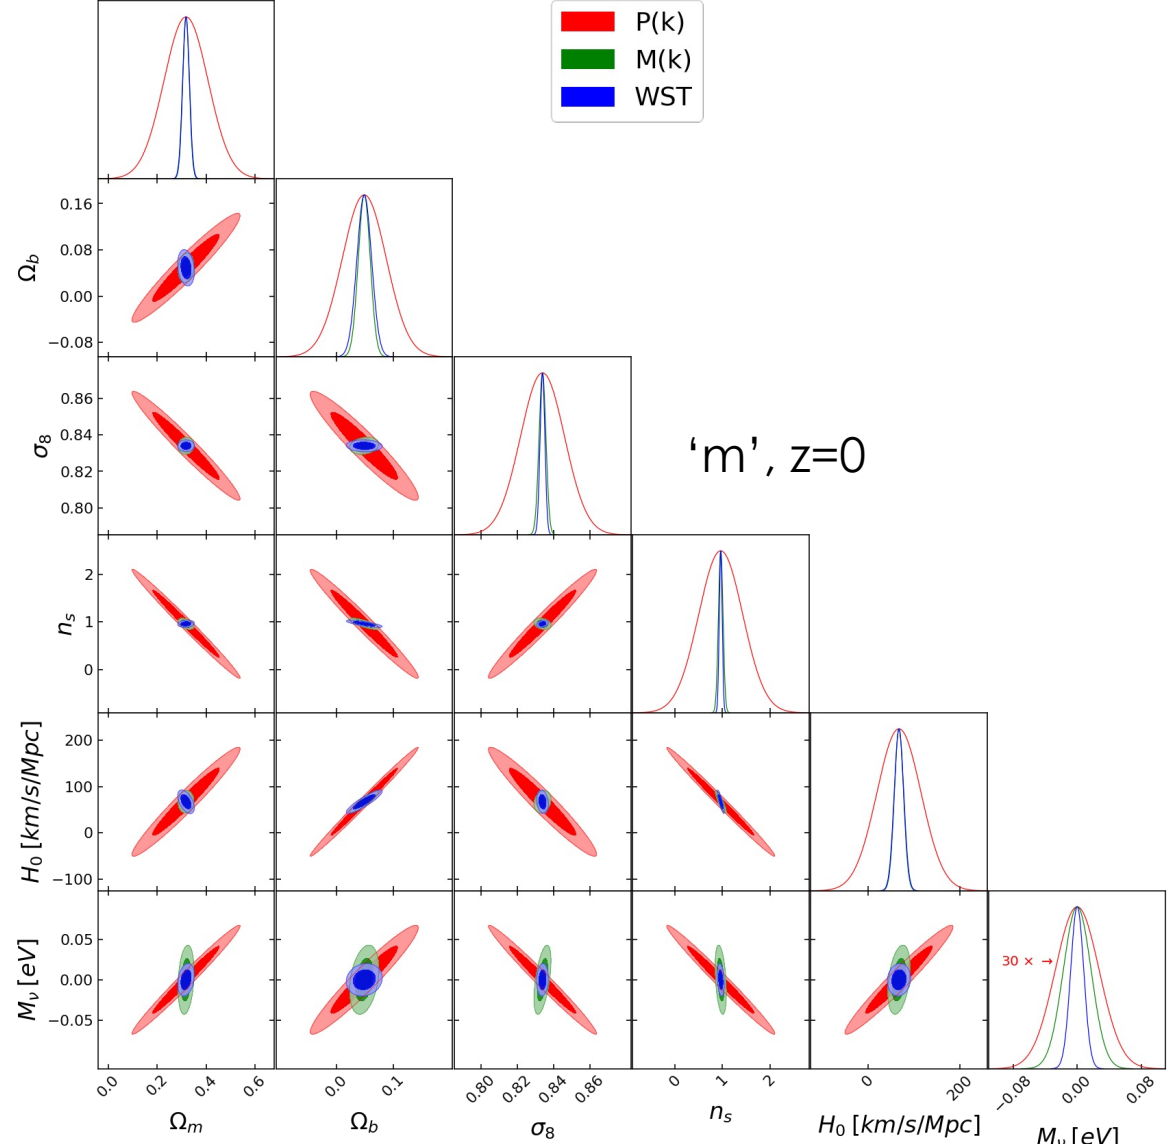 P(k)
M(k)
WST
Ω_b
0.16
0.08
0.00
−0.08
σ_8
0.86
0.84
0.82
0.80
‘m’, z=0
n_s
2
1
0
H_0 [km/s/Mpc]
200
100
0
−100
M_ν [eV]
0.05
0.00
−0.05
30 × →
0.0 0.2 0.4 0.6
0.0 0.1
0.80 0.82 0.84 0.86
0 1 2
0 200
−0.08 0.00 0.08
Ω_m Ω_b σ_8 n_s H_0 [km/s/Mpc] M_ν [eV]